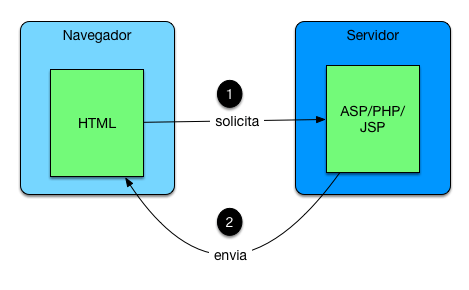 Navegador
Servidor
1
HTML
solicita
ASP/PHP/
JSP
2
envia